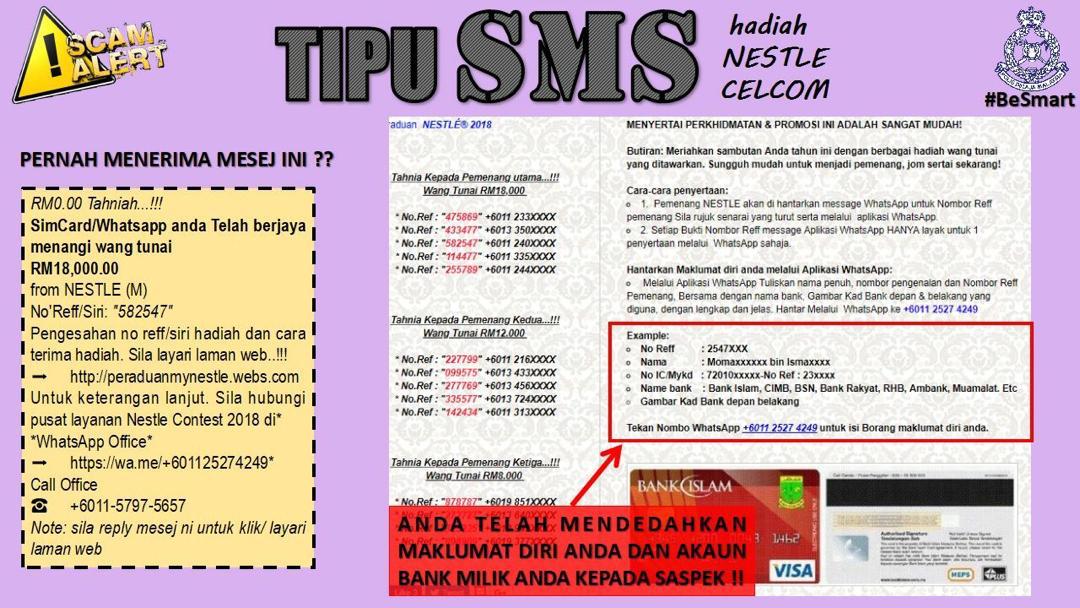 SCAM
ALERT
TIPU SMS
hadiah
NESTLE
CELCOM
#BeSmart
PERNAH MENERIMA MESEJ INI ??
RM0.00 Tahniah...!!!
SimCard/Whatsapp anda Telah berjaya
menangi wang tunai
RM18,000.00
from NESTLE (M)
No'Reff/Siri: "582547"
Pengesahan no reff/siri hadiah dan cara
terima hadiah. Sila layari laman web..!!!
→ http://peraduanmynestle.webs.com
Untuk keterangan lanjut. Sila hubungi
pusat layanan Nestle Contest 2018 di*
*WhatsApp Office*
→ https://wa.me/+601125274249*
Call Office
☎ +6011-5797-5657
Note: sila reply mesej ni untuk klik/ layari
laman web
aduan NESTLÉ® 2018
Tahnia Kepada Pemenang utama...!!!
Wang Tunai RM18,000
* No.Ref : "475869" +6011 233XXXX
* No.Ref : "433477" +6013 350XXXX
* No.Ref : "582547" +6011 240XXXX
* No.Ref : "114477" +6011 335XXXX
* No.Ref : "255789" +6011 244XXXX
Tahnia Kepada Pemenang Kedua...!!!
Wang Tunai RM12.000
* No.Ref : "227799" +6011 216XXXX
* No.Ref : "099575" +6013 433XXXX
* No.Ref : "277769" +6013 456XXXX
* No.Ref : "335577" +6013 724XXXX
* No.Ref : "142434" +6011 313XXXX
Tahnia Kepada Pemenang Ketiga...!!!
Wang Tunai RM8.000
* No.Ref : "878787" +6019 851XXXX
MENYERTAI PERKHIDMATAN & PROMOSI INI ADALAH SANGAT MUDAH!
Butiran: Meriahkan sambutan Anda tahun ini dengan berbagai hadiah wang tunai
yang ditawarkan. Sungguh mudah untuk menjadi pemenang, jom sertai sekarang!
Cara-cara penyertaan:
1. Pemenang NESTLE akan di hantarkan message WhatsApp untuk Nombor Reff
pemenang Sila rujuk senarai yang turut serta melalui aplikasi WhatsApp.
2. Setiap Bukti Nombor Reff message Aplikasi WhatsApp HANYA layak untuk 1
penyertaan melalui WhatsApp sahaja.
Hantarkan Maklumat diri anda melalui Aplikasi WhatsApp:
Melalui Aplikasi WhatsApp Tuliskan nama penuh, nombor pengenalan dan Nombor Reff
Pemenang, Bersama dengan nama bank, Gambar Kad Bank depan & belakang yang
diguna, dengan lengkap dan jelas. Hantar Melalui WhatsApp ke +6011 2527 4249
Example:
No Reff : 2547XXX
Nama : Momaxxxxxx bin Ismaxxxx
No IC/Mykd : 72010xxxxx-No Ref : 23xxxx
Name bank : Bank Islam, CIMB, BSN, Bank Rakyat, RHB, Ambank, Muamalat. Etc
Gambar Kad Bank depan belakang
Tekan Nombo WhatsApp +6011 2527 4249 untuk isi Borang maklumat diri anda.
BANK ISLAM
VISA
Authorised Signature
MEPS
PLUS
ANDA TELAH MENDEDAHKAN
MAKLUMAT DIRI ANDA DAN AKAUN
BANK MILIK ANDA KEPADA SASPEK !!